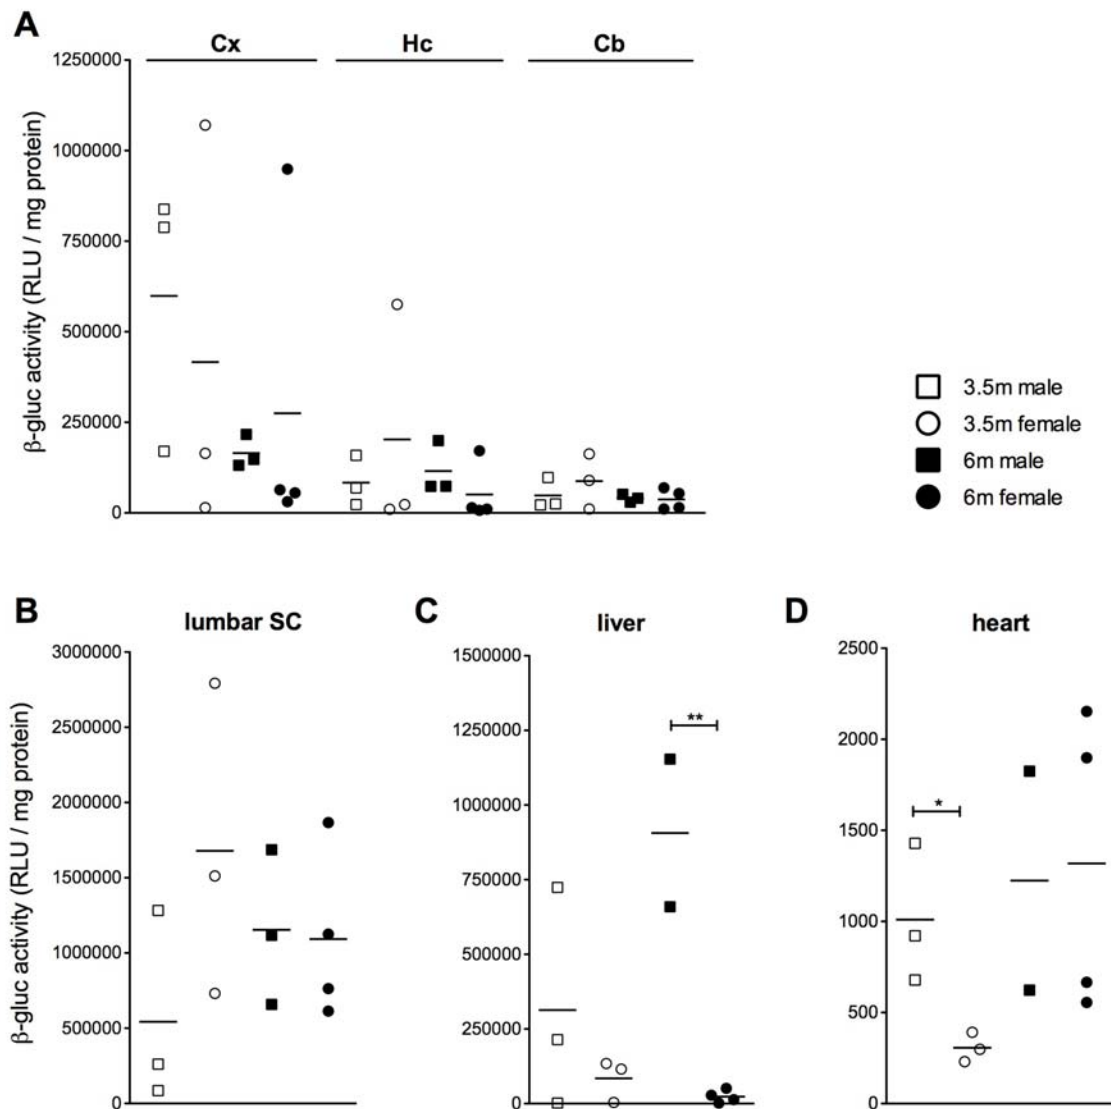 A
Cx Hc Cb
β-gluc activity (RLU / mg protein)
1250000
1000000
750000
500000
250000
0
3.5m male
3.5m female
6m male
6m female
B
lumbar SC
β-gluc activity (RLU / mg protein)
3000000
2500000
2000000
1500000
1000000
500000
0
C
liver
1500000
1250000
1000000
750000
500000
250000
0
**
D
heart
2500
2000
1500
1000
500
0
*